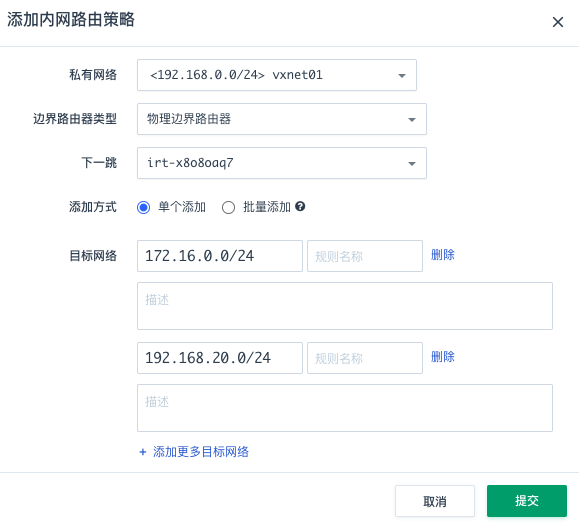 添加内网路由策略
私有网络 <192.168.0.0/24> vxnet01
边界路由器类型 物理边界路由器
下一跳 irt-x8o8oaq7
添加方式 单个添加 批量添加
目标网络 172.16.0.0/24 规则名称 删除
描述
192.168.20.0/24 规则名称 删除
描述
+ 添加更多目标网络
取消 提交